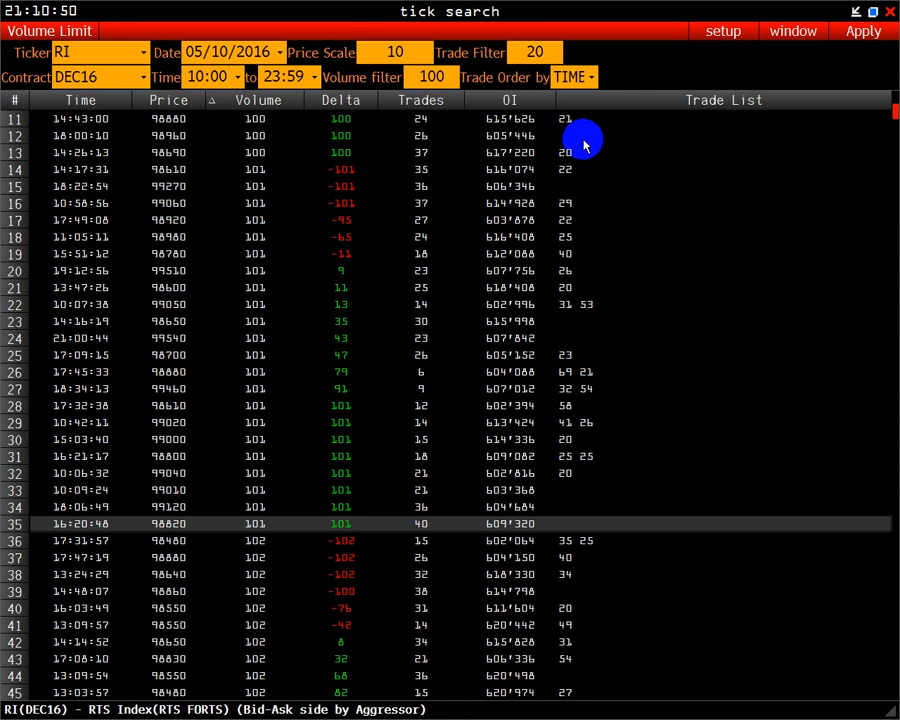 21:10:50 tick search
Volume Limit setup window Apply
Ticker RI Date 05/10/2016 Price Scale 10 Trade Filter 20
Contract DEC16 Time 10:00 to 23:59 Volume filter 100 Trade Order by TIME
# Time Price Volume Delta Trades OI Trade List
11 14:43:00 98880 100 100 24 615'626 21
12 18:00:10 98960 100 100 26 605'446
13 14:26:13 98690 100 100 37 617'220 20
14 14:17:31 98610 101 -101 35 616'074 22
15 18:22:54 99270 101 -101 36 606'346
16 10:58:56 99060 101 -101 37 614'928 29
17 17:49:08 98920 101 -95 27 603'878 22
18 11:05:11 98980 101 -65 24 616'408 25
19 15:51:12 98780 101 -11 18 612'088 40
20 19:12:56 99510 101 9 23 607'756 26
21 13:47:26 98600 101 11 25 618'408 20
22 10:07:38 99050 101 13 14 602'996 31 53
23 14:16:19 98650 101 35 30 615'998
24 21:00:44 99540 101 43 23 607'842
25 17:09:15 98700 101 47 26 605'152 23
26 17:45:33 98880 101 79 6 604'088 69 21
27 18:34:13 99460 101 91 9 607'012 32 54
28 17:32:38 98610 101 101 12 602'394 58
29 10:42:11 99020 101 101 14 613'424 41 26
30 15:03:40 99000 101 101 15 614'336 20
31 16:21:17 98800 101 101 18 609'082 25 25
32 10:06:32 99040 101 101 21 602'816 20
33 10:09:24 99010 101 101 21 603'368
34 18:06:49 99120 101 101 36 604'684
35 16:20:48 98820 101 101 40 609'320
36 17:31:57 98480 102 -102 15 602'064 35 25
37 17:47:19 98880 102 -102 26 604'150 40
38 13:24:29 98640 102 -102 32 618'330 34
39 14:48:07 98860 102 -100 38 614'798
40 16:03:49 98550 102 -76 31 611'604 20
41 13:09:57 98550 102 -42 14 620'442 49
42 14:14:52 98650 102 8 34 615'828 31
43 17:08:10 98830 102 32 21 606'336 54
44 13:09:54 98550 102 68 36 620'498
45 13:03:57 98480 102 82 15 620'974 27
RI(DEC16) - RTS Index(RTS FORTS) (Bid-Ask side by Aggressor)